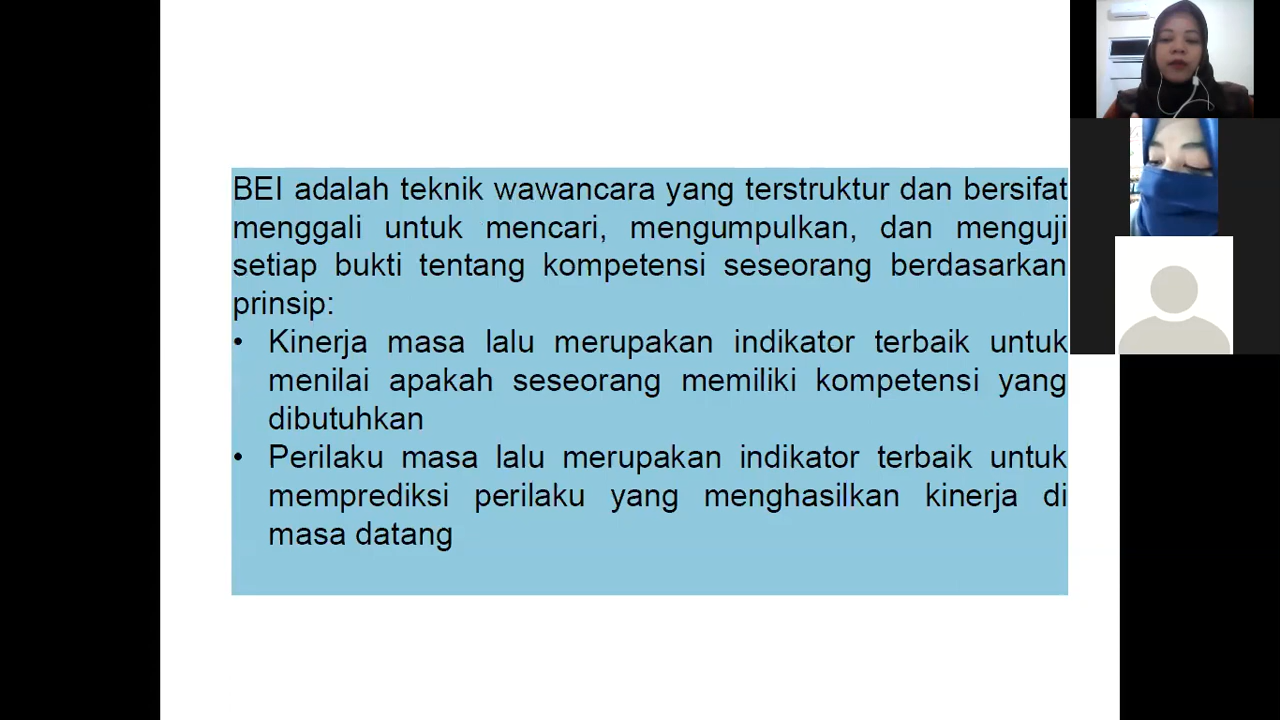 BEI adalah teknik wawancara yang terstruktur dan bersifat
menggali untuk mencari, mengumpulkan, dan menguji
setiap bukti tentang kompetensi seseorang berdasarkan
prinsip:
• Kinerja masa lalu merupakan indikator terbaik untuk
menilai apakah seseorang memiliki kompetensi yang
dibutuhkan
• Perilaku masa lalu merupakan indikator terbaik untuk
memprediksi perilaku yang menghasilkan kinerja di
masa datang